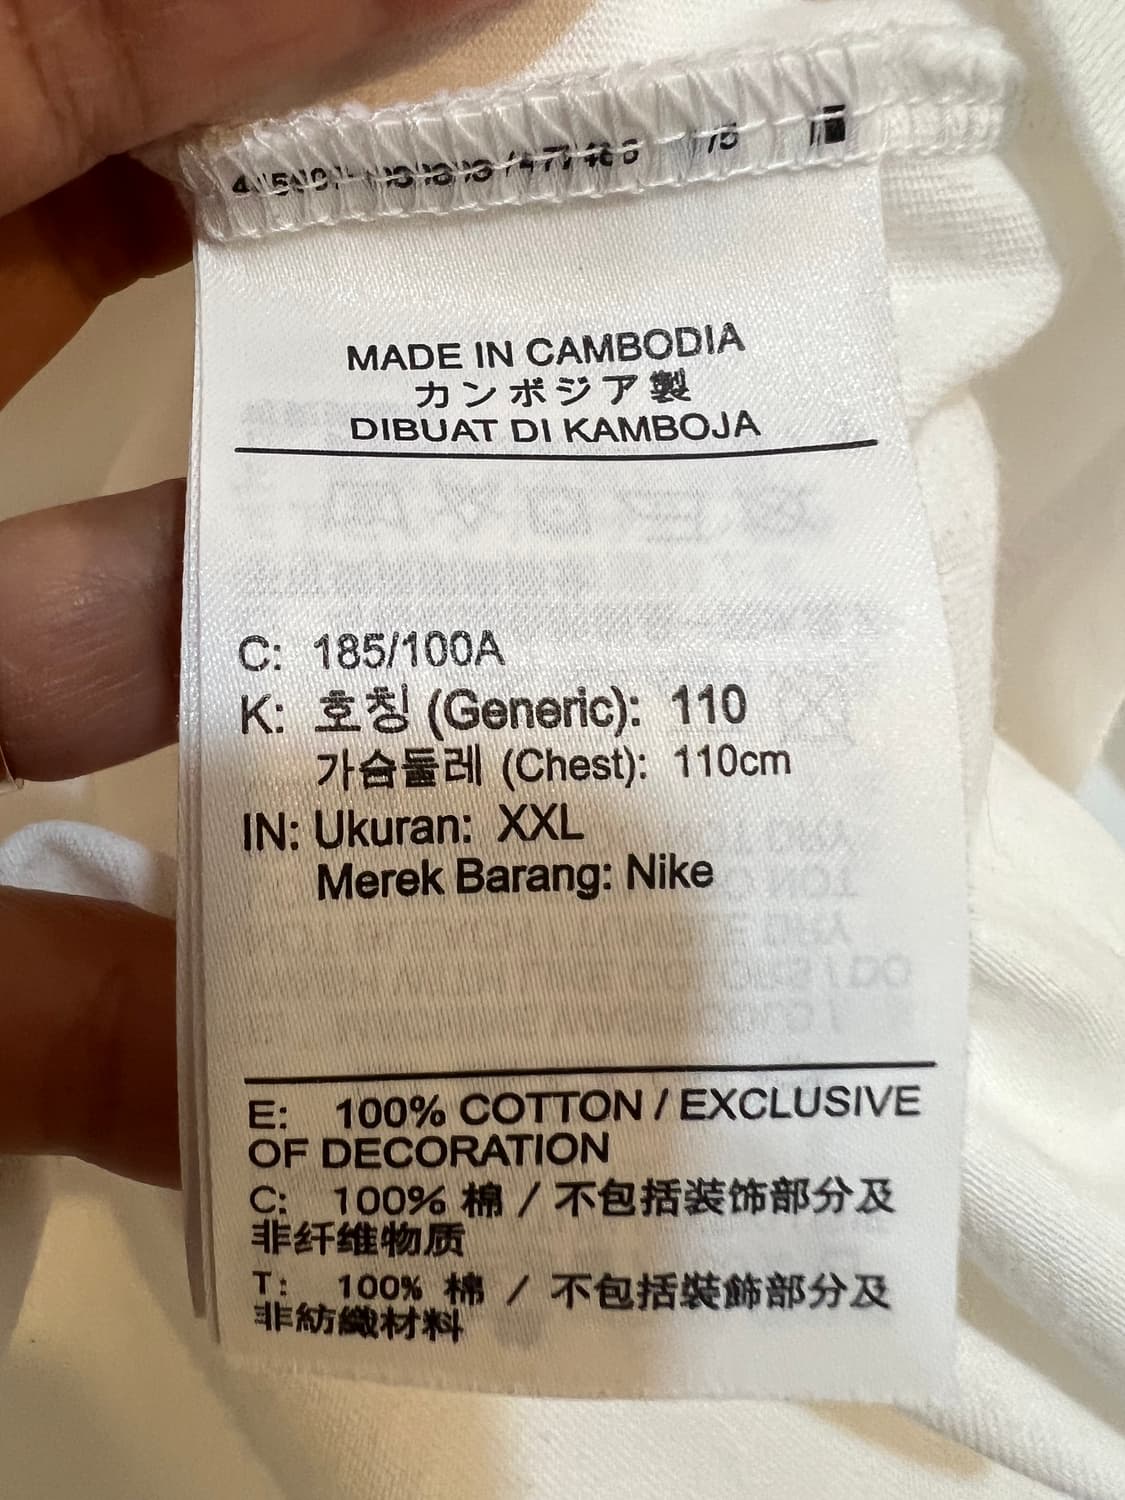 MADE IN CAMBODIA
カンボジア製
DIBUAT DI KAMBOJA
C: 185/100A
K: 호칭 (Generic): 110
가슴둘레 (Chest): 110cm
IN: Ukuran: XXL
Merek Barang: Nike
E: 100% COTTON / EXCLUSIVE
OF DECORATION
C: 100% 棉 / 不包括装饰部分及
非纤维物质
T: 100% 棉 / 不包括裝飾部分及
非紡織材料